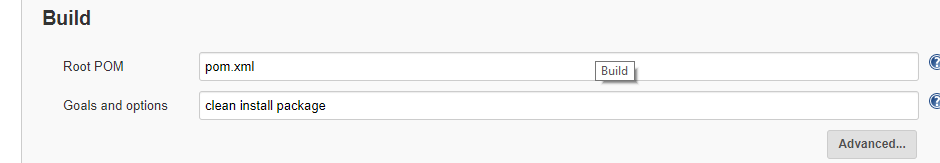 Build
Root POM
pom.xml
Build
Goals and options
clean install package
Advanced...